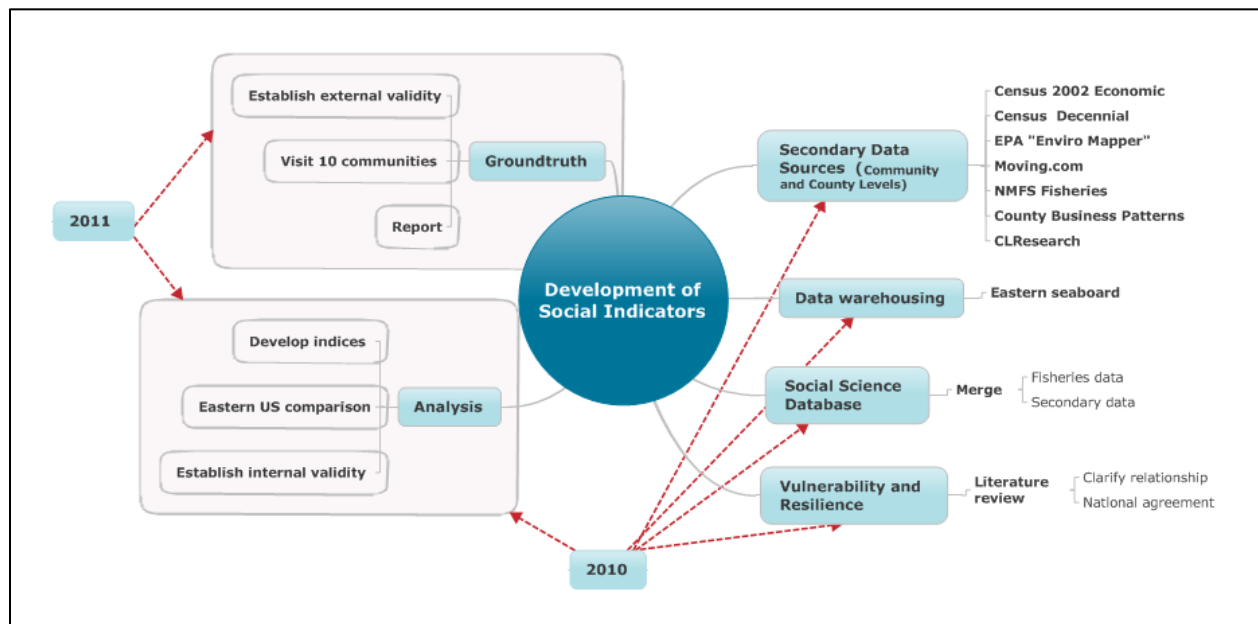 Establish external validity
Visit 10 communities
Report
Groundtruth
2011
Develop indices
Eastern US comparison
Establish internal validity
Analysis
Development of
Social Indicators
2010
Secondary Data
Sources (Community
and County Levels)
Census 2002 Economic
Census Decennial
EPA "Enviro Mapper"
Moving.com
NMFS Fisheries
County Business Patterns
CLResearch
Data warehousing
Eastern seaboard
Social Science
Database
Merge
Fisheries data
Secondary data
Vulnerability and
Resilience
Literature
review
Clarify relationship
National agreement